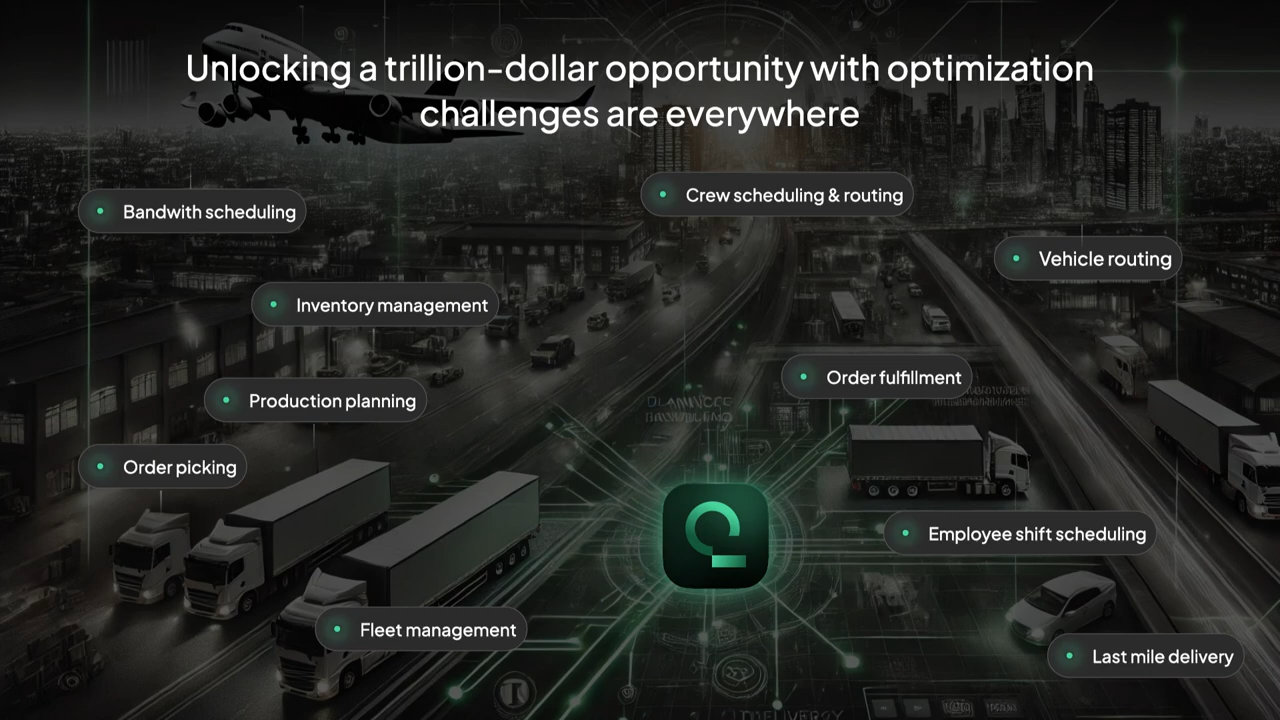 Unlocking a trillion-dollar opportunity with optimization
challenges are everywhere
Crew scheduling & routing
Bandwith scheduling
Vehicle routing
Inventory management
Order fulfillment
Production planning
Order picking
Employee shift scheduling
Fleet management
Last mile delivery